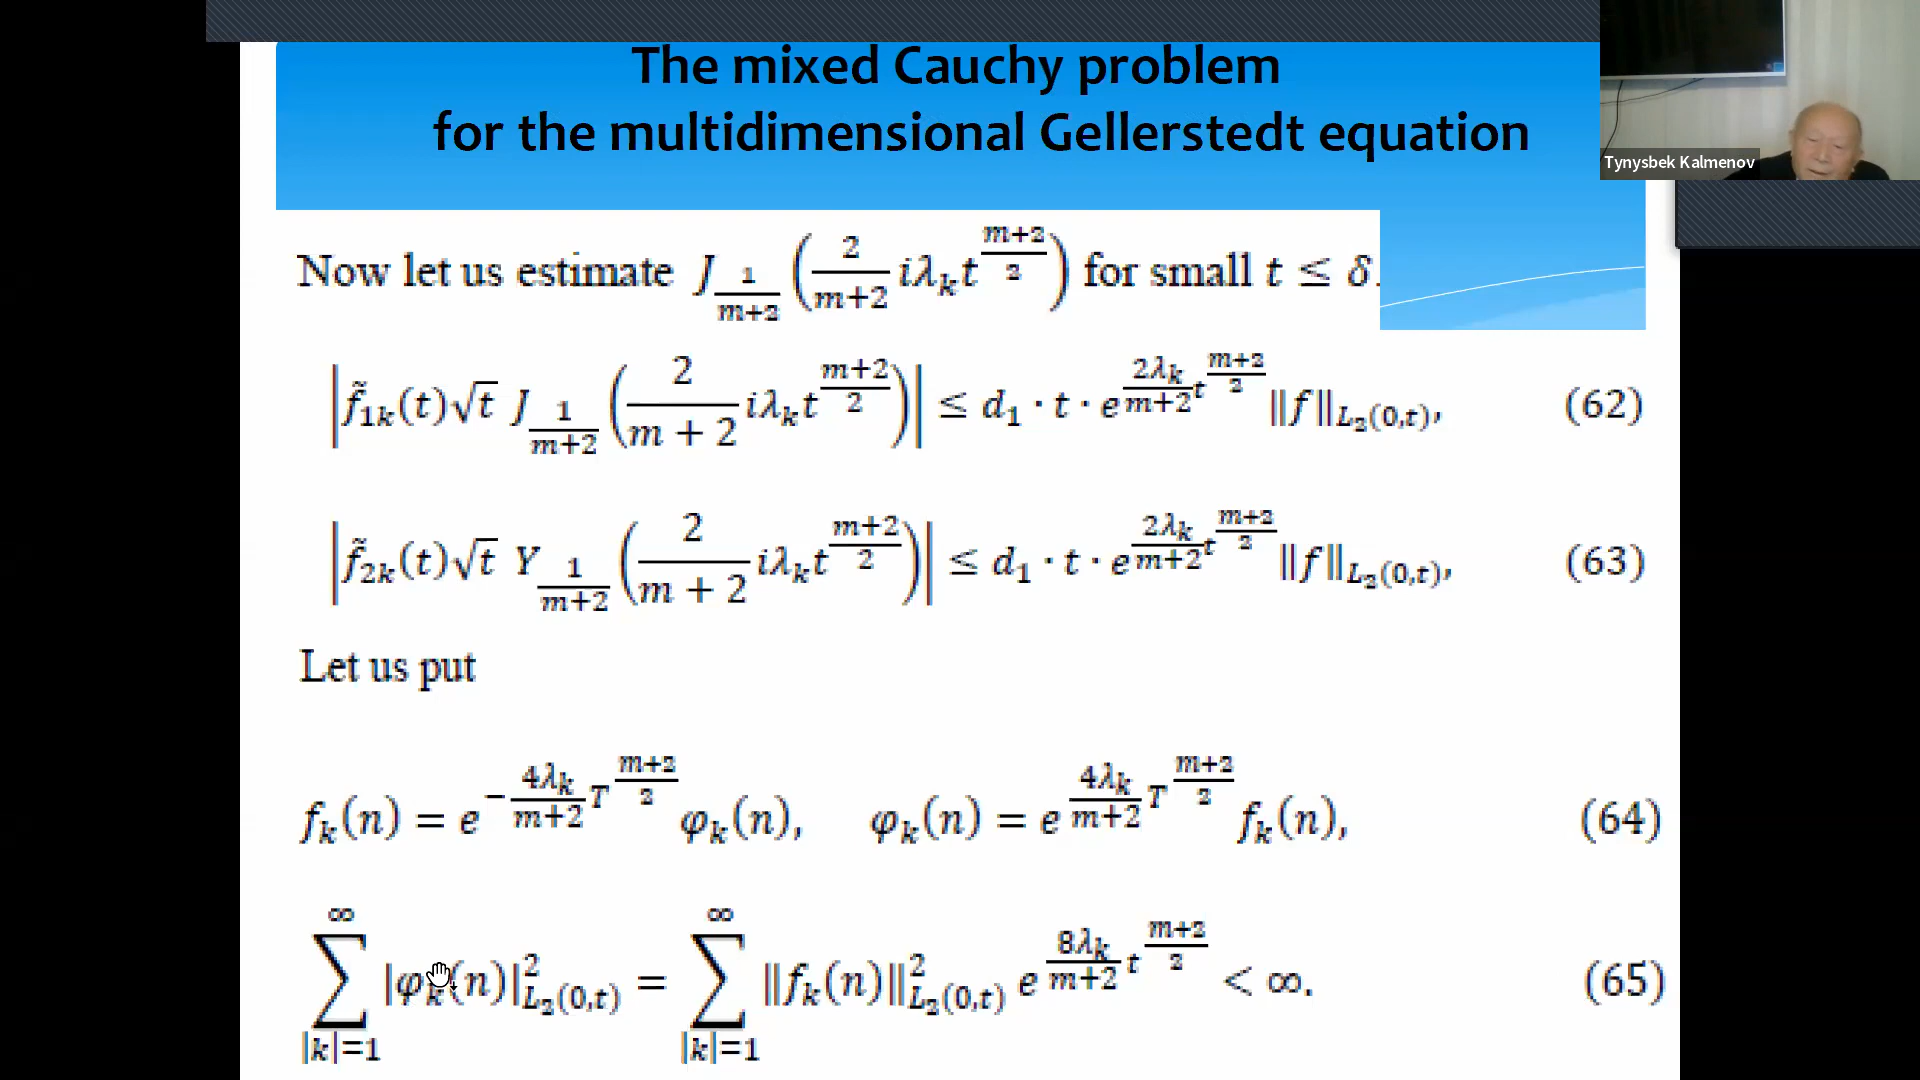 The mixed Cauchy problem
for the multidimensional Gellerstedt equation
Tynysbek Kalmenov
Now let us estimate $J_{\frac{1}{m+2}}\left(\frac{2}{m+2}i\lambda_k t^{\frac{m+2}{2}}\right)$ for small $t \leq \delta$.
$\left|\tilde{f}_{1k}(t)\sqrt{t}\, J_{\frac{1}{m+2}}\left(\frac{2}{m+2}i\lambda_k t^{\frac{m+2}{2}}\right)\right| \leq d_1 \cdot t \cdot e^{\frac{2\lambda_k}{m+2}t^{\frac{m+2}{2}}} \|f\|_{L_2(0,t)},$ (62)
$\left|\tilde{f}_{2k}(t)\sqrt{t}\, Y_{\frac{1}{m+2}}\left(\frac{2}{m+2}i\lambda_k t^{\frac{m+2}{2}}\right)\right| \leq d_1 \cdot t \cdot e^{\frac{2\lambda_k}{m+2}t^{\frac{m+2}{2}}} \|f\|_{L_2(0,t)},$ (63)
Let us put
$f_k(n) = e^{-\frac{4\lambda_k}{m+2}T^{\frac{m+2}{2}}} \varphi_k(n), \quad \varphi_k(n) = e^{\frac{4\lambda_k}{m+2}T^{\frac{m+2}{2}}} f_k(n),$ (64)
$\sum_{|k|=1}^{\infty} |\varphi_k(n)|^2_{L_2(0,t)} = \sum_{|k|=1}^{\infty} \|f_k(n)\|^2_{L_2(0,t)} e^{\frac{8\lambda_k}{m+2}t^{\frac{m+2}{2}}} < \infty.$ (65)